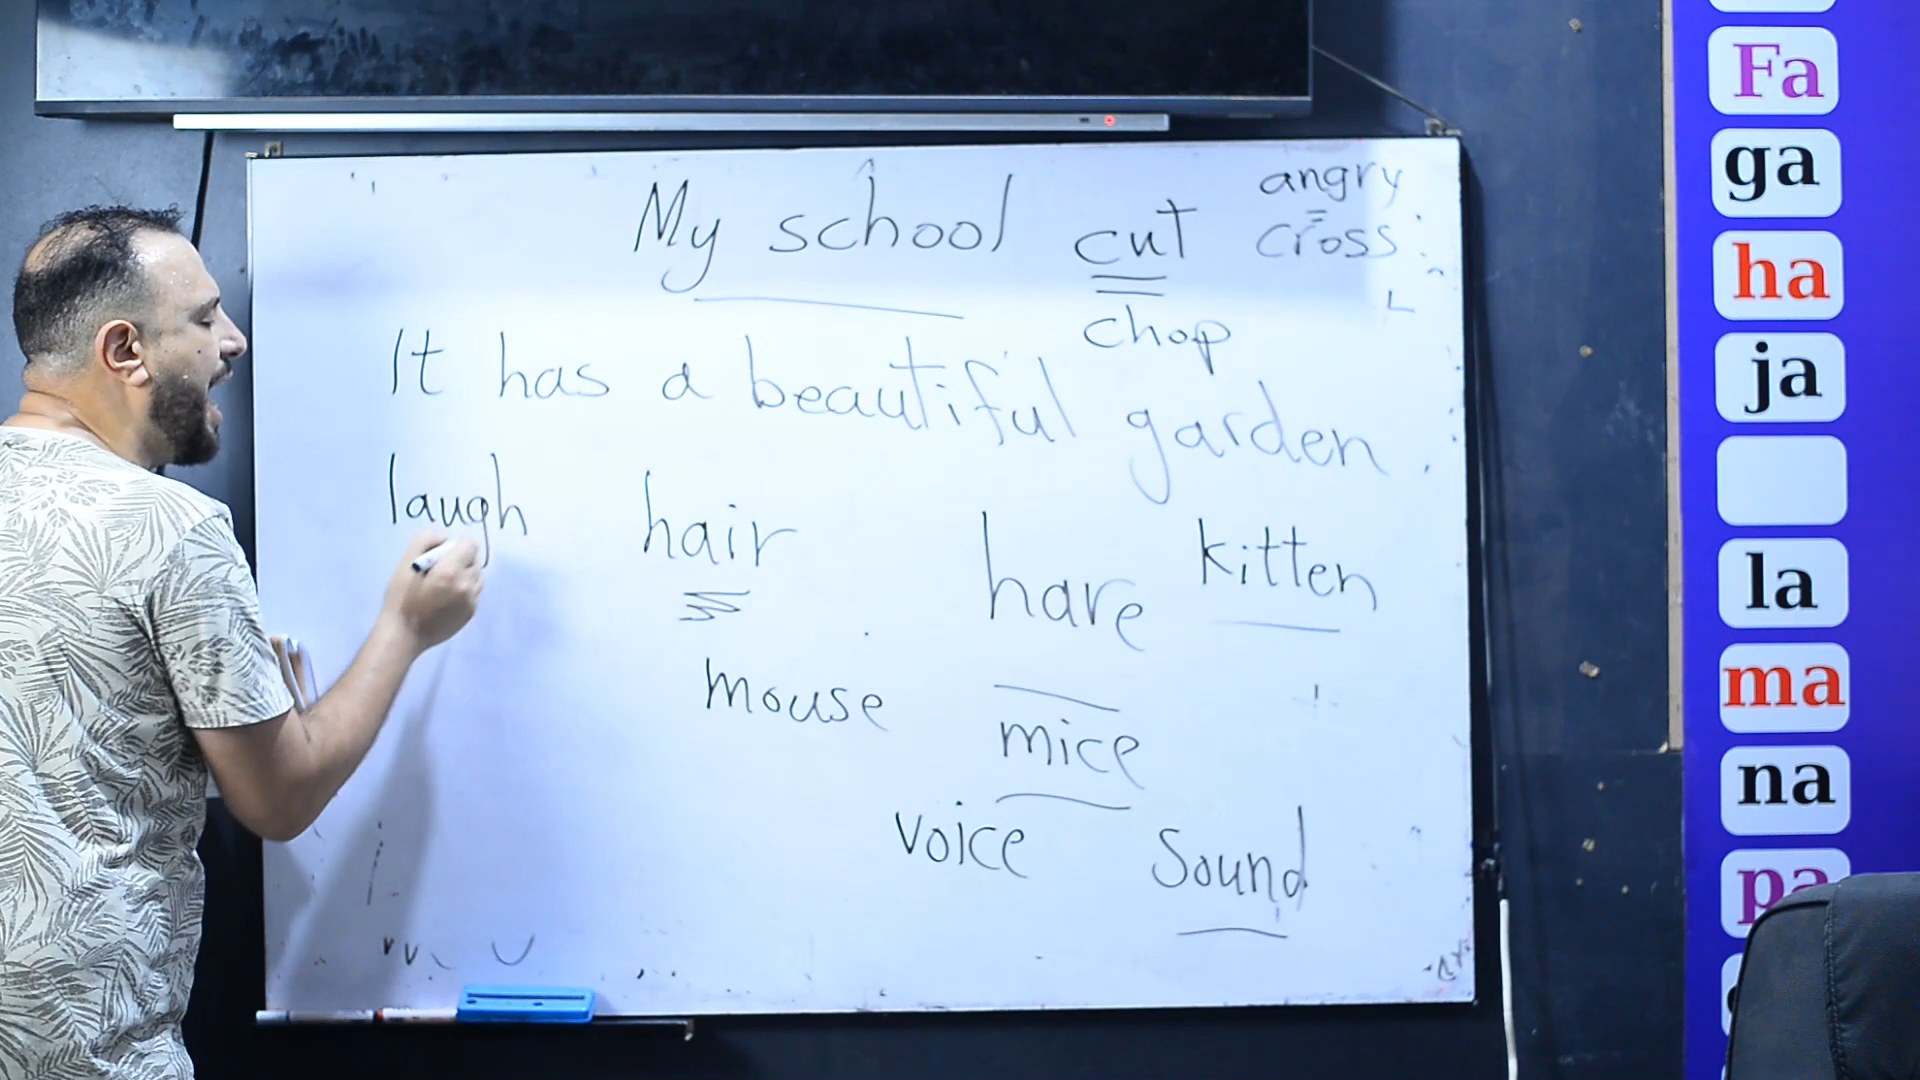 My school
cut
=
chop
angry
=
cross
It has a beautiful garden.
laugh
hair
hare
kitten
mouse
mice
voice
sound
Fa
ga
ha
ja
la
ma
na
pa